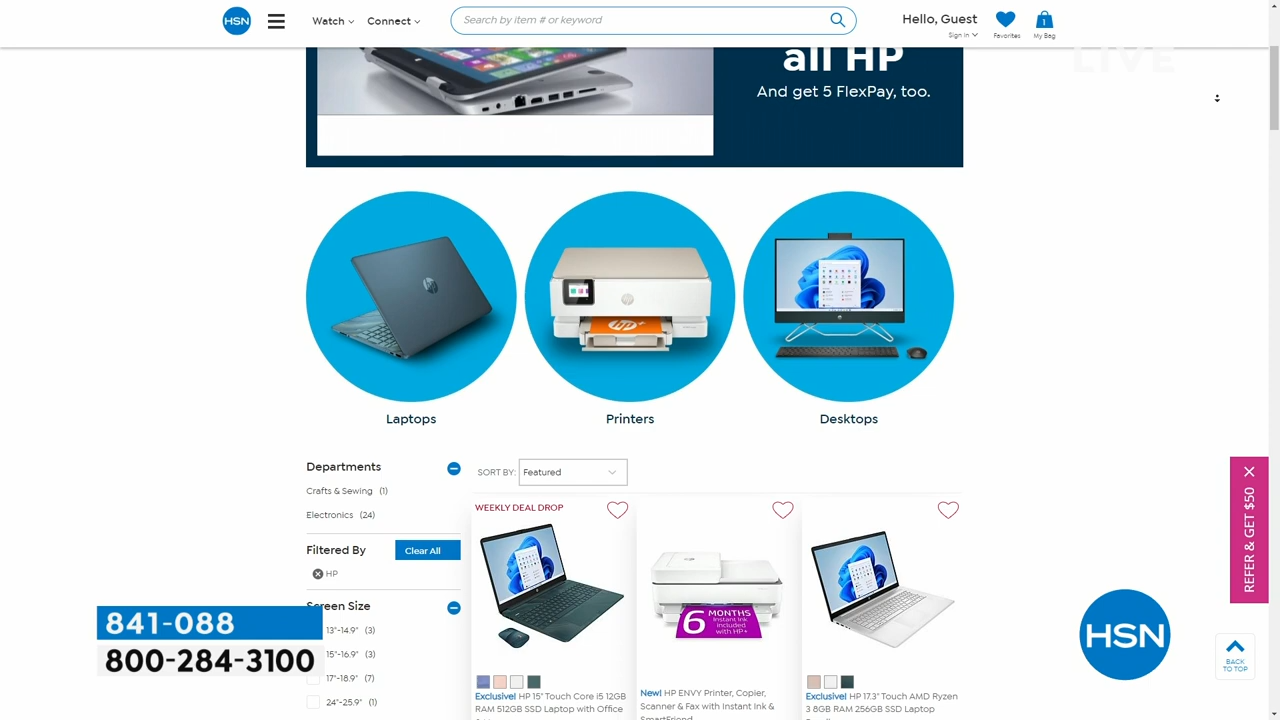 HSN
Watch
Connect
Search by item # or keyword
Hello, Guest
Sign In
Favorites
1
My Bag
LIVE
all HP
And get 5 FlexPay, too.
Laptops
Printers
Desktops
Departments
Crafts & Sewing (1)
Electronics (24)
Filtered By
Clear All
HP
Screen Size
13"-14.9" (3)
15"-16.9" (3)
17"-18.9" (7)
24"-25.9" (1)
SORT BY:
Featured
WEEKLY DEAL DROP
6 MONTHS
Instant Ink
included
with HP+
Exclusive! HP 15" Touch Core i5 12GB
RAM 512GB SSD Laptop with Office
New! HP ENVY Printer, Copier,
Scanner & Fax with Instant Ink &
SmartFriend
Exclusive! HP 17.3" Touch AMD Ryzen
3 8GB RAM 256GB SSD Laptop
REFER & GET $50
841-088
800-284-3100
HSN
BACK
TO TOP